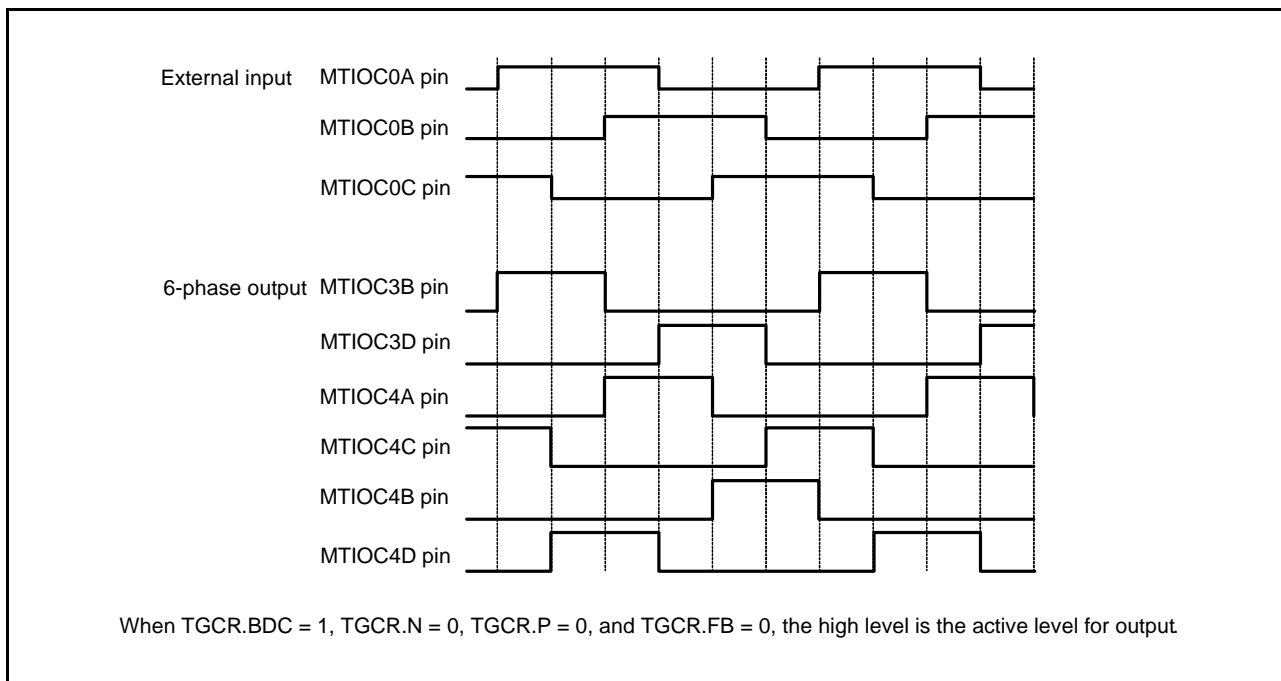 External input MTIOC0A pin
MTIOC0B pin
MTIOC0C pin
6-phase output MTIOC3B pin
MTIOC3D pin
MTIOC4A pin
MTIOC4C pin
MTIOC4B pin
MTIOC4D pin
When TGCR.BDC = 1, TGCR.N = 0, TGCR.P = 0, and TGCR.FB = 0, the high level is the active level for output.